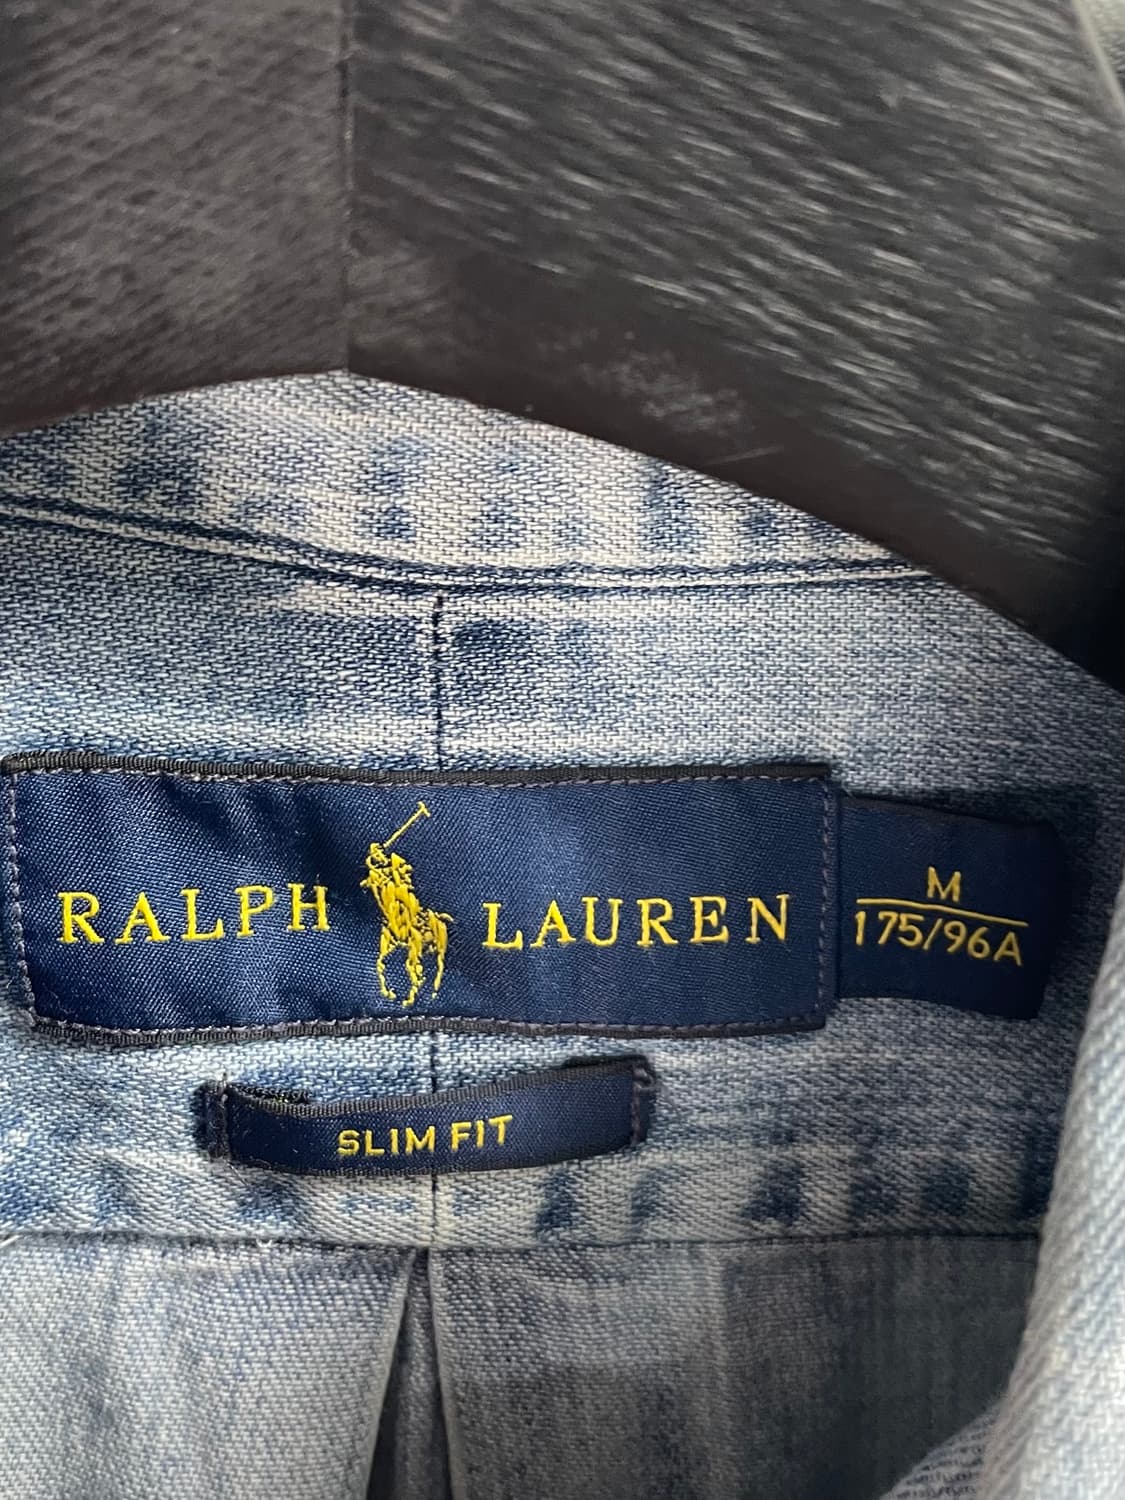 RALPH LAUREN
M
175/96A
SLIM FIT